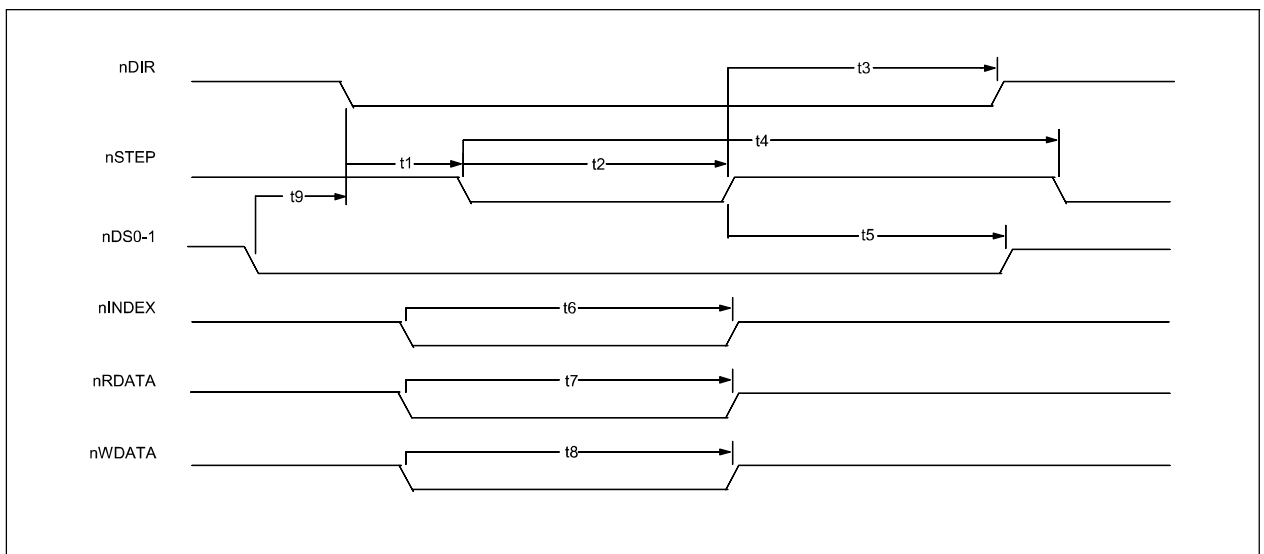 nDIR
t3
nSTEP
t4
t1
t2
t9
nDS0-1
t5
nINDEX
t6
nRDATA
t7
nWDATA
t8